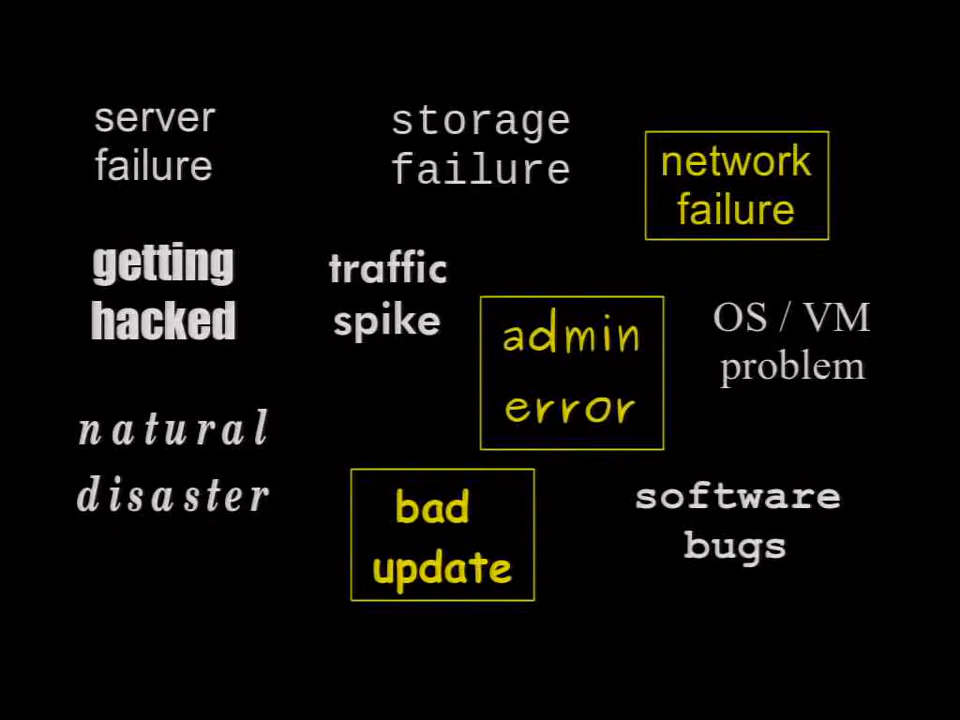 server
failure
storage
failure
network
failure
getting
hacked
traffic
spike
admin
error
OS / VM
problem
natural
disaster
bad
update
software
bugs